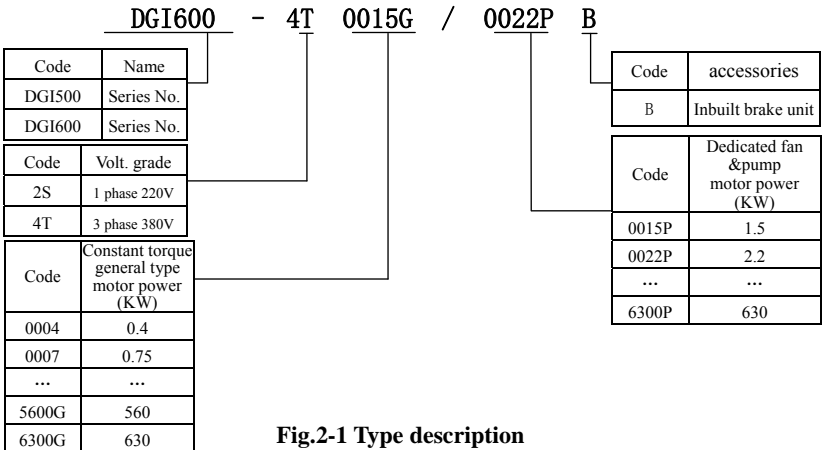 DGI600 - 4T 0015G / 0022P B
Code Name
DGI500 Series No.
DGI600 Series No.
Code Volt. grade
2S 1 phase 220V
4T 3 phase 380V
Code Constant torque
general type
motor power
(KW)
0004 0.4
0007 0.75
... ...
5600G 560
6300G 630
Code accessories
B Inbuilt brake unit
Code Dedicated fan
&pump
motor power
(KW)
0015P 1.5
0022P 2.2
... ...
6300P 630
Fig.2-1 Type description